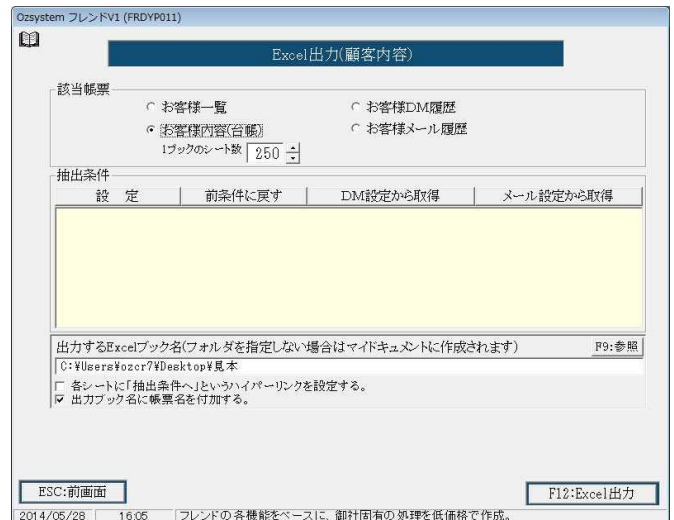 Ozsystem フレンドV1 (FRDYP011)
Excel出力(顧客内容)
該当帳票
お客様一覧 お客様DM履歴
お客様内容(台帳) お客様メール履歴
1ブックのシート数 250
抽出条件
設 定 前条件に戻す DM設定から取得 メール設定から取得
出力するExcelブック名(フォルダを指定しない場合はマイドキュメントに作成されます) F9:参照
C:¥Users¥ozcr7¥Desktop¥見本
各シートに「抽出条件へ」というハイパーリンクを設定する。
出力ブック名に帳票名を付加する。
ESC:前画面 F12:Excel出力
2014/05/28 16:05 フレンドの各機能をベースに、御社固有の処理を低価格で作成。